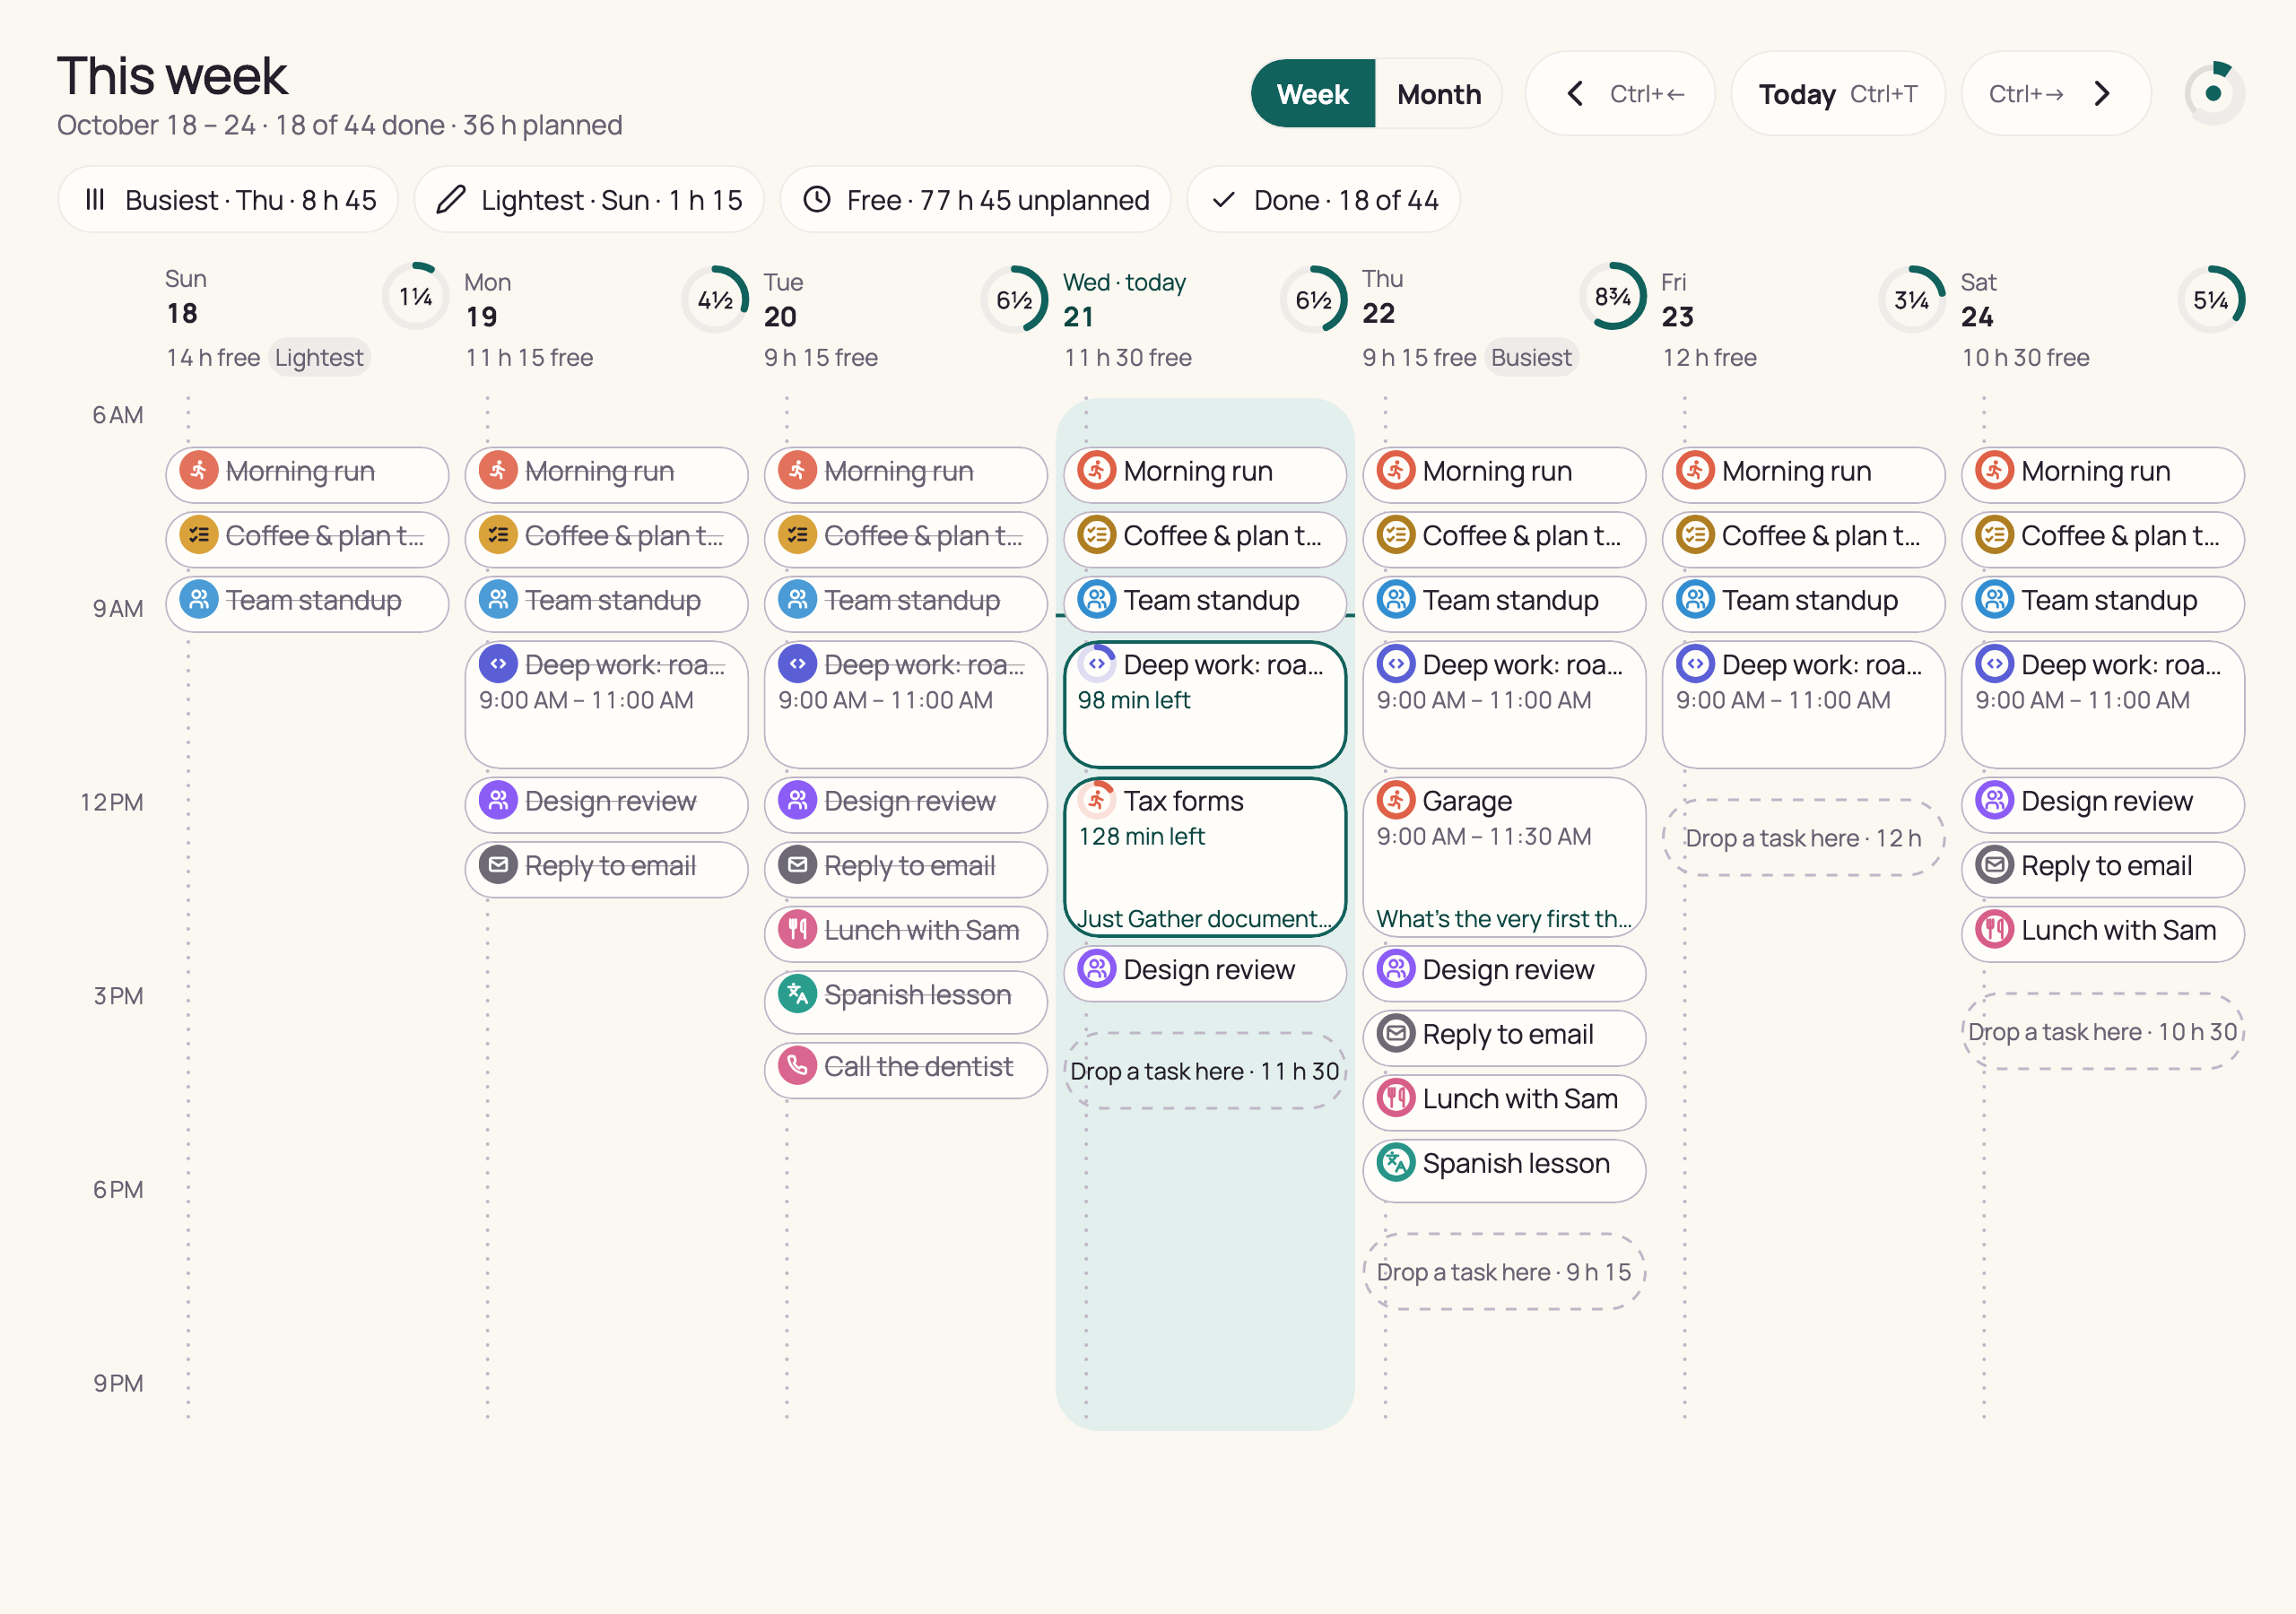 This week
October 18 – 24 · 18 of 44 done · 36 h planned
Week
Month
Ctrl+←
Today Ctrl+T
Ctrl+→
Busiest · Thu · 8 h 45
Lightest · Sun · 1 h 15
Free · 77 h 45 unplanned
Done · 18 of 44
Sun
18
1¼
14 h free Lightest
Mon
19
4½
11 h 15 free
Tue
20
6½
9 h 15 free
Wed · today
21
6½
11 h 30 free
Thu
22
8¾
9 h 15 free Busiest
Fri
23
3¼
12 h free
Sat
24
5¼
10 h 30 free
6 AM
9 AM
12 PM
3 PM
6 PM
9 PM
Morning run
Coffee & plan t...
Team standup
Morning run
Coffee & plan t...
Team standup
Deep work: roa...
9:00 AM – 11:00 AM
Design review
Reply to email
Morning run
Coffee & plan t...
Team standup
Deep work: roa...
9:00 AM – 11:00 AM
Design review
Reply to email
Lunch with Sam
Spanish lesson
Call the dentist
Morning run
Coffee & plan t...
Team standup
Deep work: roa...
98 min left
Tax forms
128 min left
Just Gather document...
Design review
Drop a task here · 11 h 30
Morning run
Coffee & plan t...
Team standup
Deep work: roa...
9:00 AM – 11:00 AM
Garage
9:00 AM – 11:30 AM
What's the very first th...
Design review
Reply to email
Lunch with Sam
Spanish lesson
Drop a task here · 9 h 15
Morning run
Coffee & plan t...
Team standup
Deep work: roa...
9:00 AM – 11:00 AM
Drop a task here · 12 h
Morning run
Coffee & plan t...
Team standup
Deep work: roa...
9:00 AM – 11:00 AM
Design review
Reply to email
Lunch with Sam
Drop a task here · 10 h 30